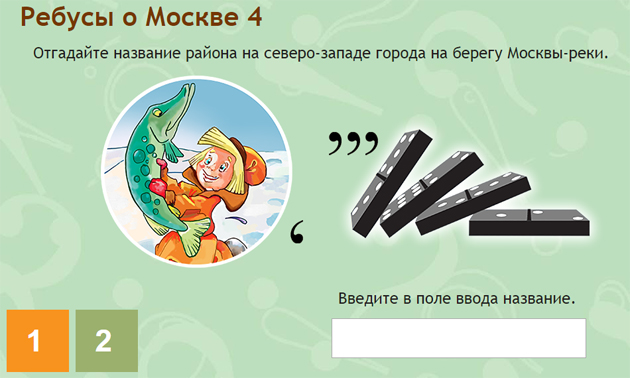 Ребусы о Москве 4
Отгадайте название района на северо-западе города на берегу Москвы-реки.
,,,
‘
Введите в поле ввода название.
1 2